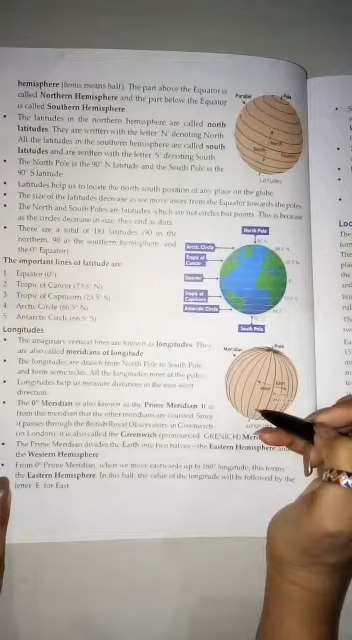 hemisphere (hemis means half). The part above the Equator is
called Northern Hemisphere and the part below the Equator
is called Southern Hemisphere.
Parallel
Pole
• The latitudes in the northern hemisphere are called north
latitudes. They are written with the letter 'N' denoting North.
All the latitudes in the southern hemisphere are called south
latitudes and are written with the letter 'S' denoting South.
• The North Pole is the 90° N latitude and the South Pole is the
90° S latitude.
Latitudes
• Latitudes help us to locate the north-south position of any place on the globe.
• The size of the latitudes decrease as we move away from the Equator towards the poles.
• The North and South Poles are latitudes which are not circles but points. This is because
as the circles decrease in size, they end as dots.
• There are a total of 181 latitudes (90 in the
northern, 90 in the southern hemisphere, and
the 0° Equator).
North Pole
Arctic Circle
Tropic of
Cancer
Equator
Tropic of
Capricorn
Antarctic Circle
South Pole
The important lines of latitude are:
1 Equator (0°)
2 Tropic of Cancer (23.5° N)
3 Tropic of Capricorn (23.5° S)
4 Arctic Circle (66.5° N)
5 Antarctic Circle (66.5° S)
Longitudes
• The imaginary vertical lines are known as longitudes. They
are also called meridians of longitude.
• The longitudes are drawn from North Pole to South Pole
and form semicircles. All the longitudes meet at the poles.
• Longitudes help us measure distances in the east-west
direction.
Meridian
Pole
• The 0° Meridian is also known as the Prime Meridian. It is
from this meridian that the other meridians are counted. Since
it passes through the British Royal Observatory in Greenwich
(in London), it is also called the Greenwich (pronounced GRENICH)
• The Prime Meridian divides the Earth into two halves – the Eastern Hemisphere and
the Western Hemisphere.
• From 0° Prime Meridian, when we move eastwards up to 180° longitude, this forms
the Eastern Hemisphere. In this half, the value of the longitude will be followed by the
letter 'E' for East.